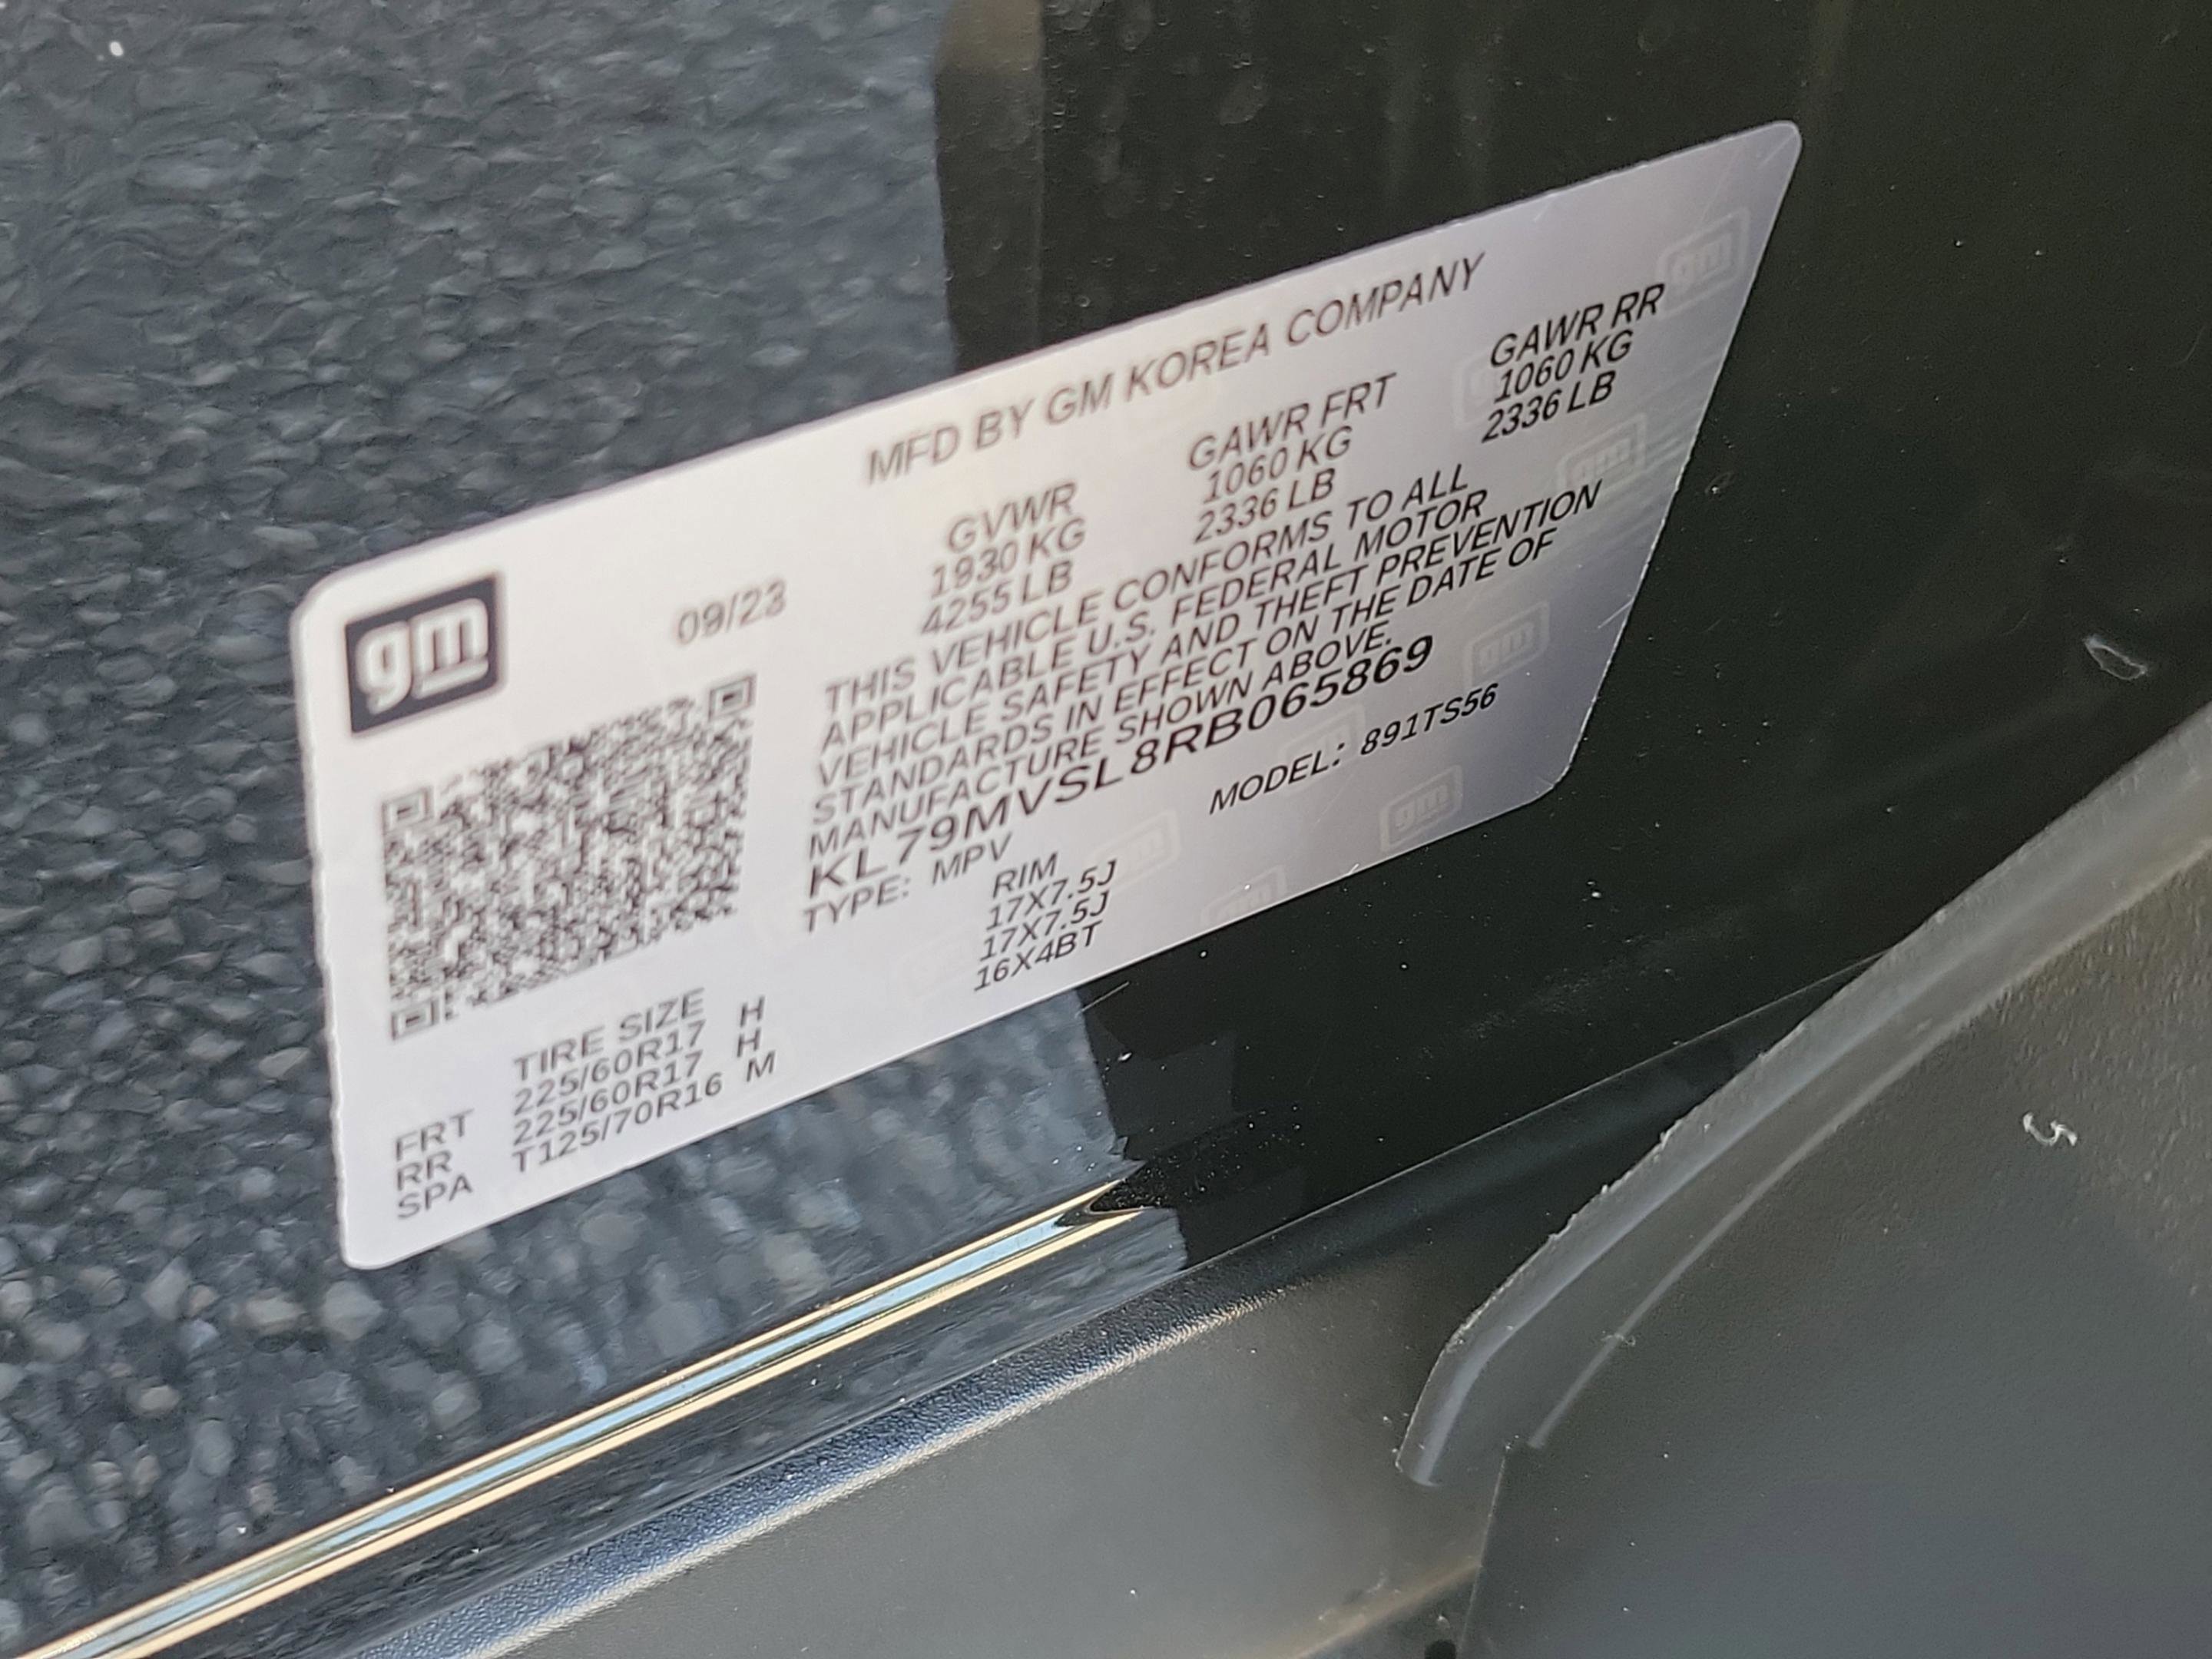 gm
MFD BY GM KOREA COMPANY
09/23
GVWR GAWR FRT GAWR RR
1930 KG 1060 KG 1060 KG
4255 LB 2336 LB 2336 LB
THIS VEHICLE CONFORMS TO ALL
APPLICABLE U.S. FEDERAL MOTOR
VEHICLE SAFETY AND THEFT PREVENTION
STANDARDS IN EFFECT ON THE DATE OF
MANUFACTURE SHOWN ABOVE.
KL79MVSL8RB065869
TYPE: MPV MODEL: 891TS56
TIRE SIZE RIM
FRT 225/60R17 H 17X7.5J
RR 225/60R17 H 17X7.5J
SPA T125/70R16 M 16X4BT